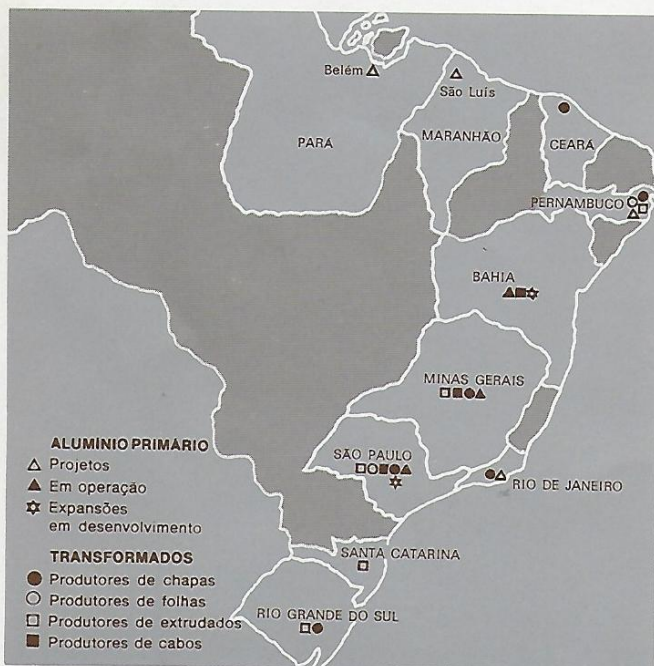 Belém
São Luís
PARÁ
MARANHÃO
CEARÁ
PERNAMBUCO
BAHIA
MINAS GERAIS
SÃO PAULO
RIO DE JANEIRO
SANTA CATARINA
RIO GRANDE DO SUL
ALUMÍNIO PRIMÁRIO
Projetos
Em operação
Expansões
em desenvolvimento
TRANSFORMADOS
Produtores de chapas
Produtores de folhas
Produtores de extrudados
Produtores de cabos